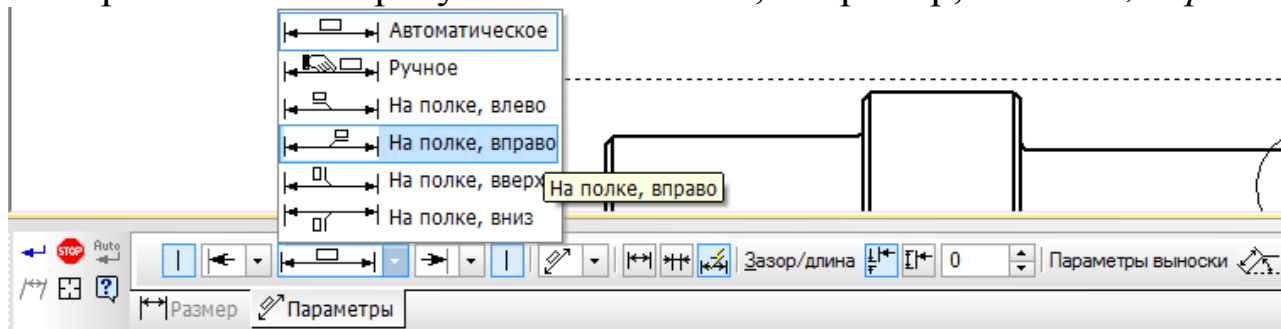 Автоматическое
Ручное
На полке, влево
На полке, вправо
На полке, вверх
На полке, вправо
На полке, вниз
STOP Auto
Зазор/длина 0 Параметры выноски
Размер Параметры